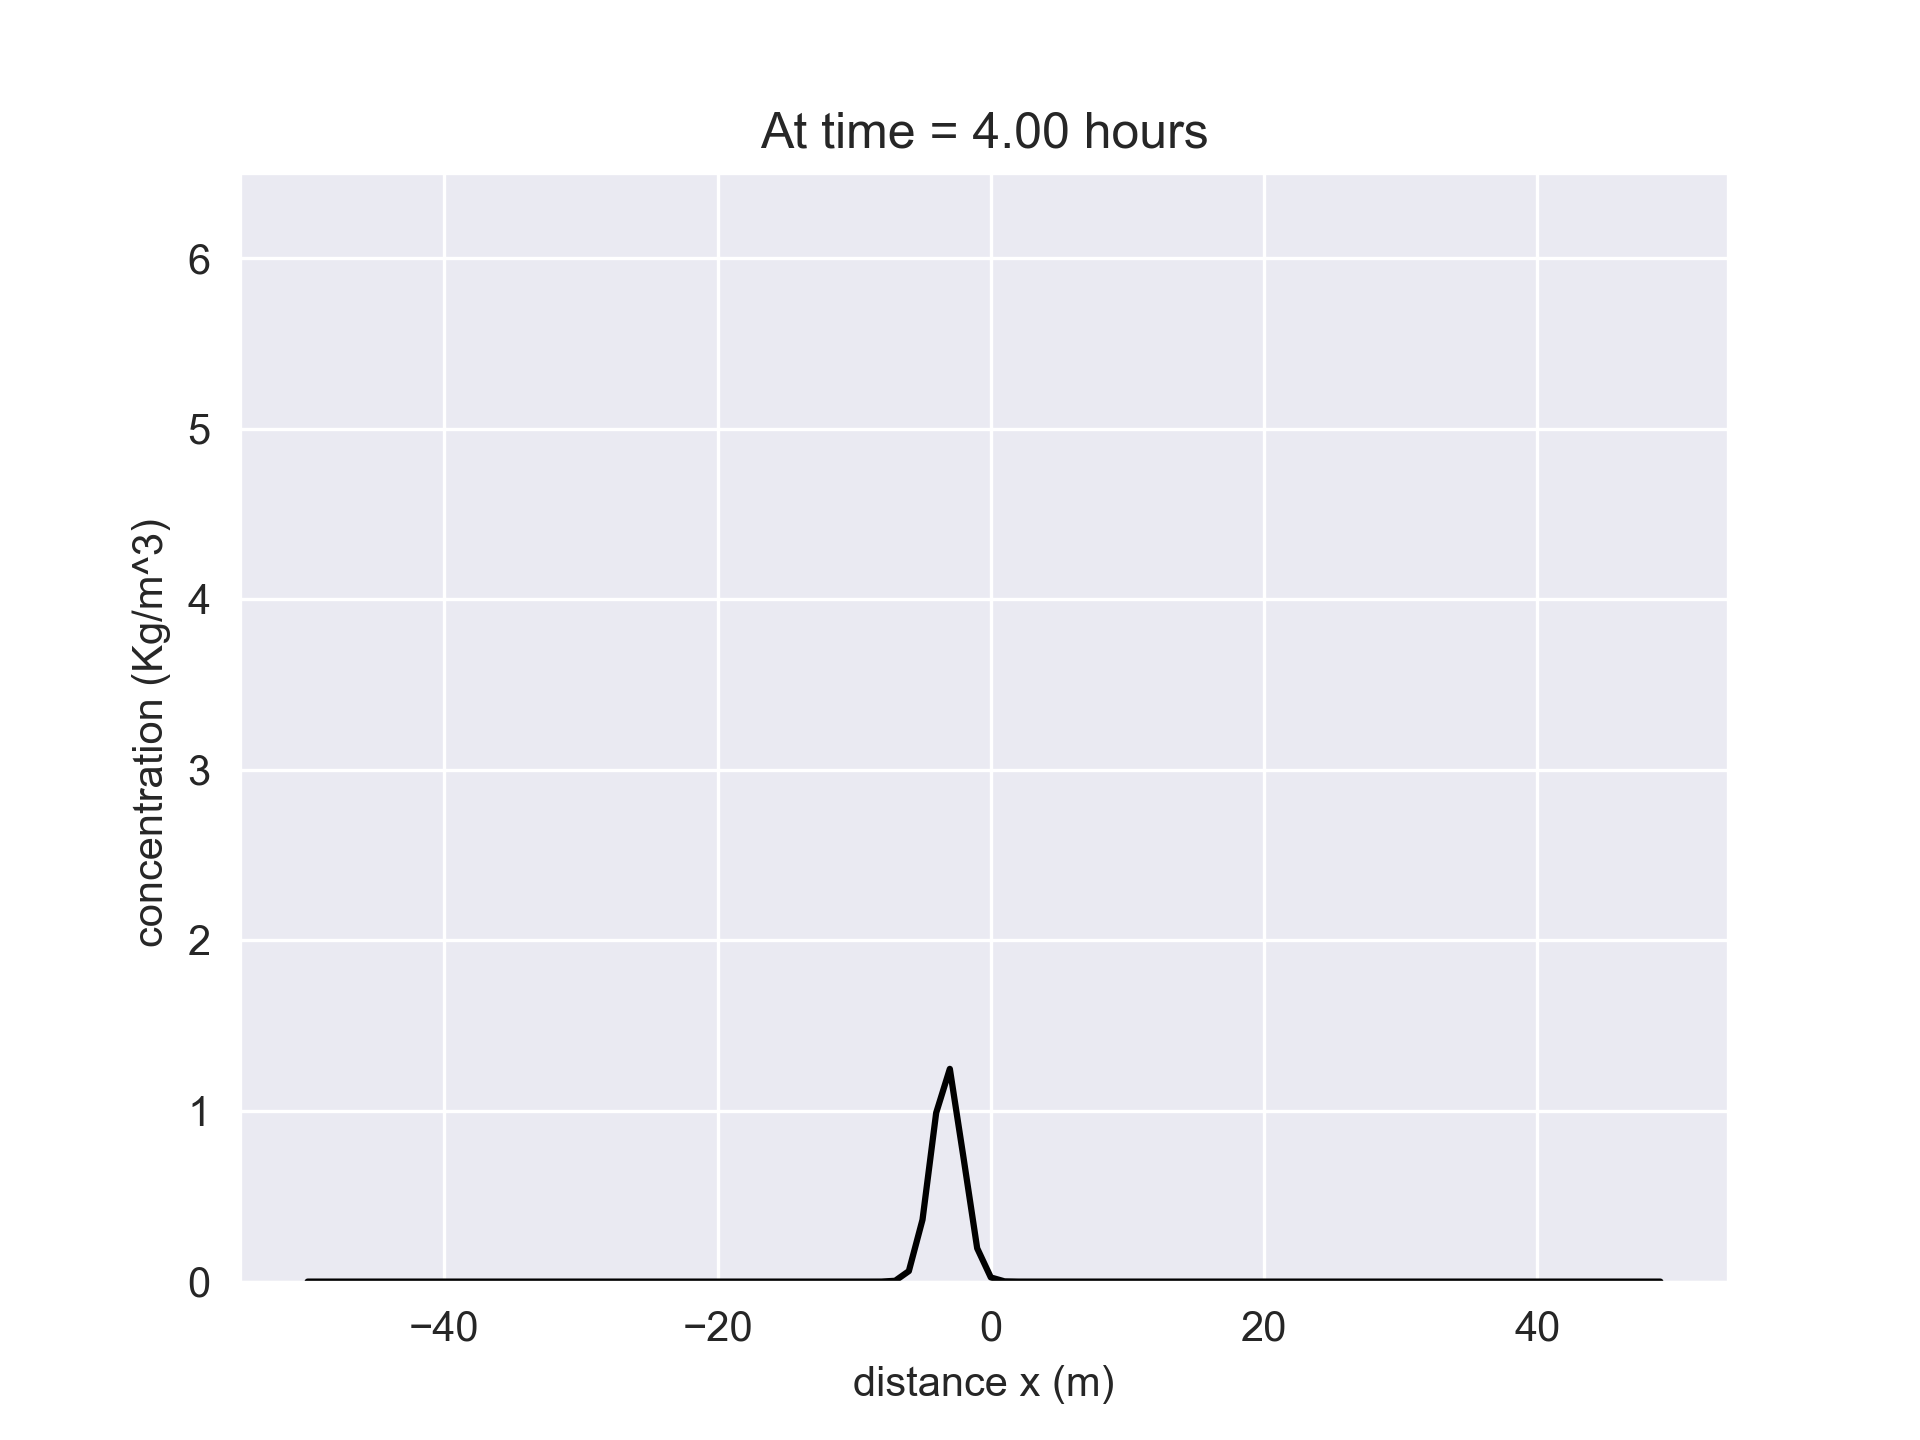 At time = 4.00 hours
6
5
4
3
2
1
0
concentration (Kg/m^3)
−40 −20 0 20 40
distance x (m)